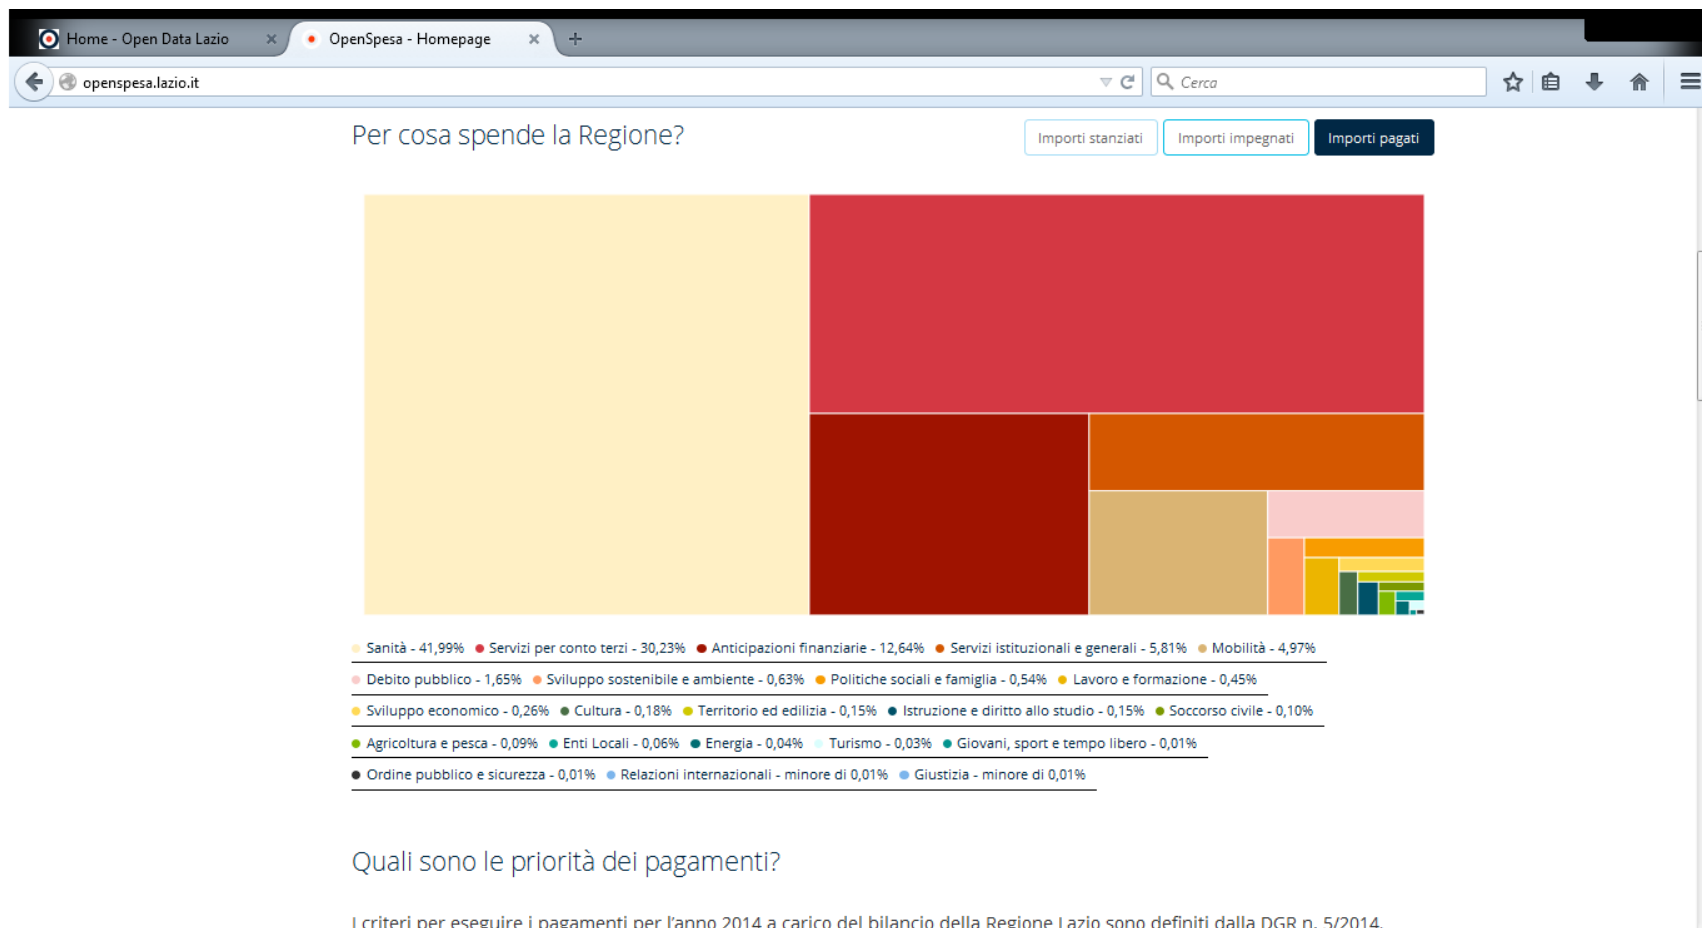 Home - Open Data Lazio
OpenSpesa - Homepage
openspesa.lazio.it
Cerca
Per cosa spende la Regione?
Importi stanziati
Importi impegnati
Importi pagati
Sanità - 41,99% Servizi per conto terzi - 30,23% Anticipazioni finanziarie - 12,64% Servizi istituzionali e generali - 5,81% Mobilità - 4,97%
Debito pubblico - 1,65% Sviluppo sostenibile e ambiente - 0,63% Politiche sociali e famiglia - 0,54% Lavoro e formazione - 0,45%
Sviluppo economico - 0,26% Cultura - 0,18% Territorio ed edilizia - 0,15% Istruzione e diritto allo studio - 0,15% Soccorso civile - 0,10%
Agricoltura e pesca - 0,09% Enti Locali - 0,06% Energia - 0,04% Turismo - 0,03% Giovani, sport e tempo libero - 0,01%
Ordine pubblico e sicurezza - 0,01% Relazioni internazionali - minore di 0,01% Giustizia - minore di 0,01%
Quali sono le priorità dei pagamenti?
I criteri per eseguire i pagamenti per l'anno 2014 a carico del bilancio della Regione Lazio sono definiti dalla DGR n. 5/2014.